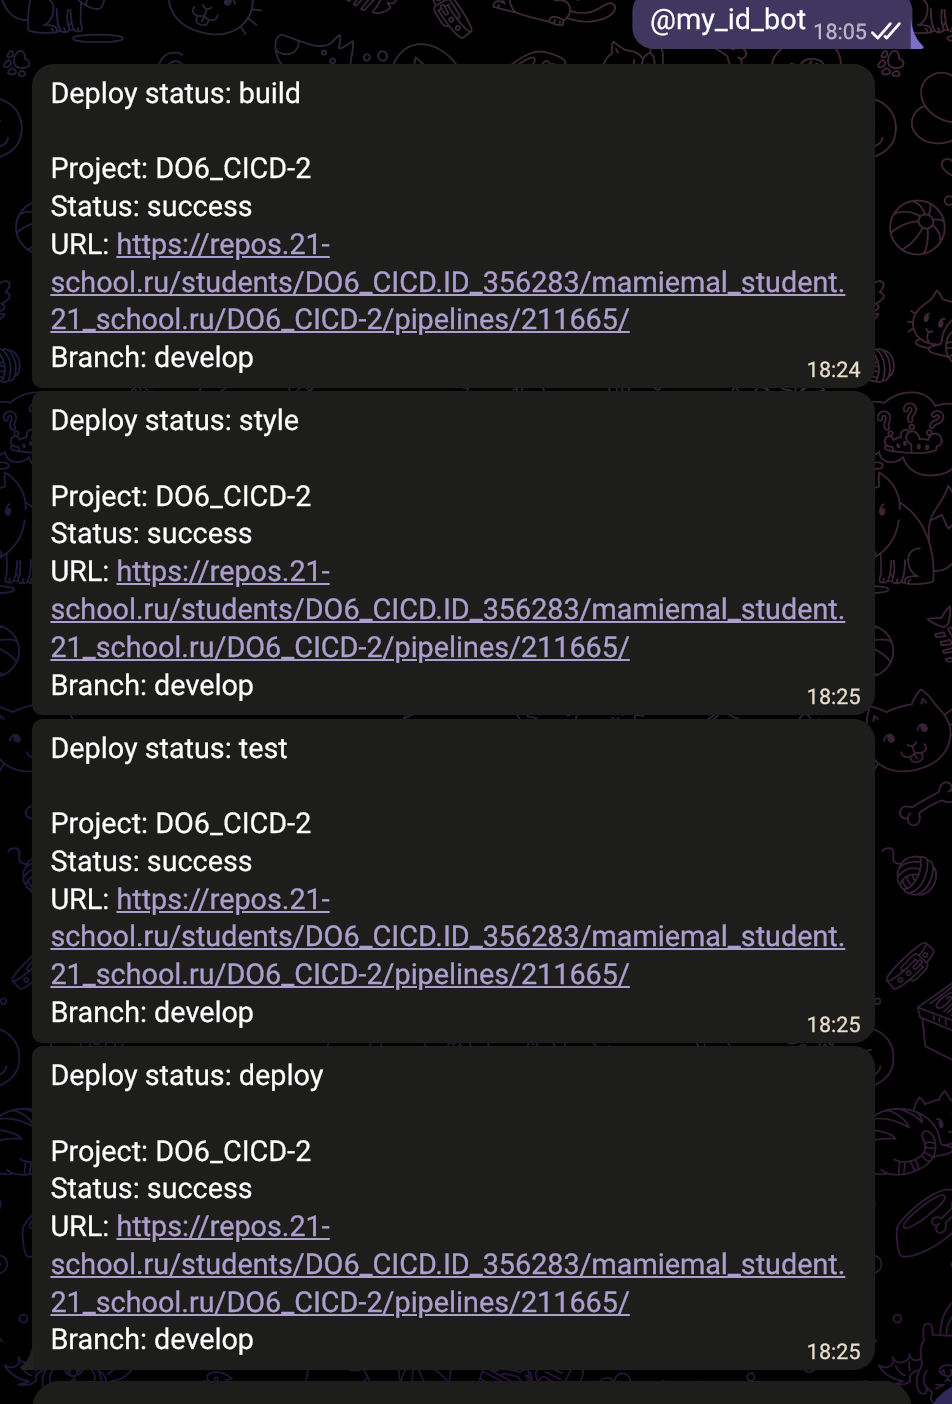 @my_id_bot 18:05
Deploy status: build
Project: DO6_CICD-2
Status: success
URL: https://repos.21-
school.ru/students/DO6_CICD.ID_356283/mamiemal_student.
21_school.ru/DO6_CICD-2/pipelines/211665/
Branch: develop
18:24
Deploy status: style
Project: DO6_CICD-2
Status: success
URL: https://repos.21-
school.ru/students/DO6_CICD.ID_356283/mamiemal_student.
21_school.ru/DO6_CICD-2/pipelines/211665/
Branch: develop
18:25
Deploy status: test
Project: DO6_CICD-2
Status: success
URL: https://repos.21-
school.ru/students/DO6_CICD.ID_356283/mamiemal_student.
21_school.ru/DO6_CICD-2/pipelines/211665/
Branch: develop
18:25
Deploy status: deploy
Project: DO6_CICD-2
Status: success
URL: https://repos.21-
school.ru/students/DO6_CICD.ID_356283/mamiemal_student.
21_school.ru/DO6_CICD-2/pipelines/211665/
Branch: develop
18:25